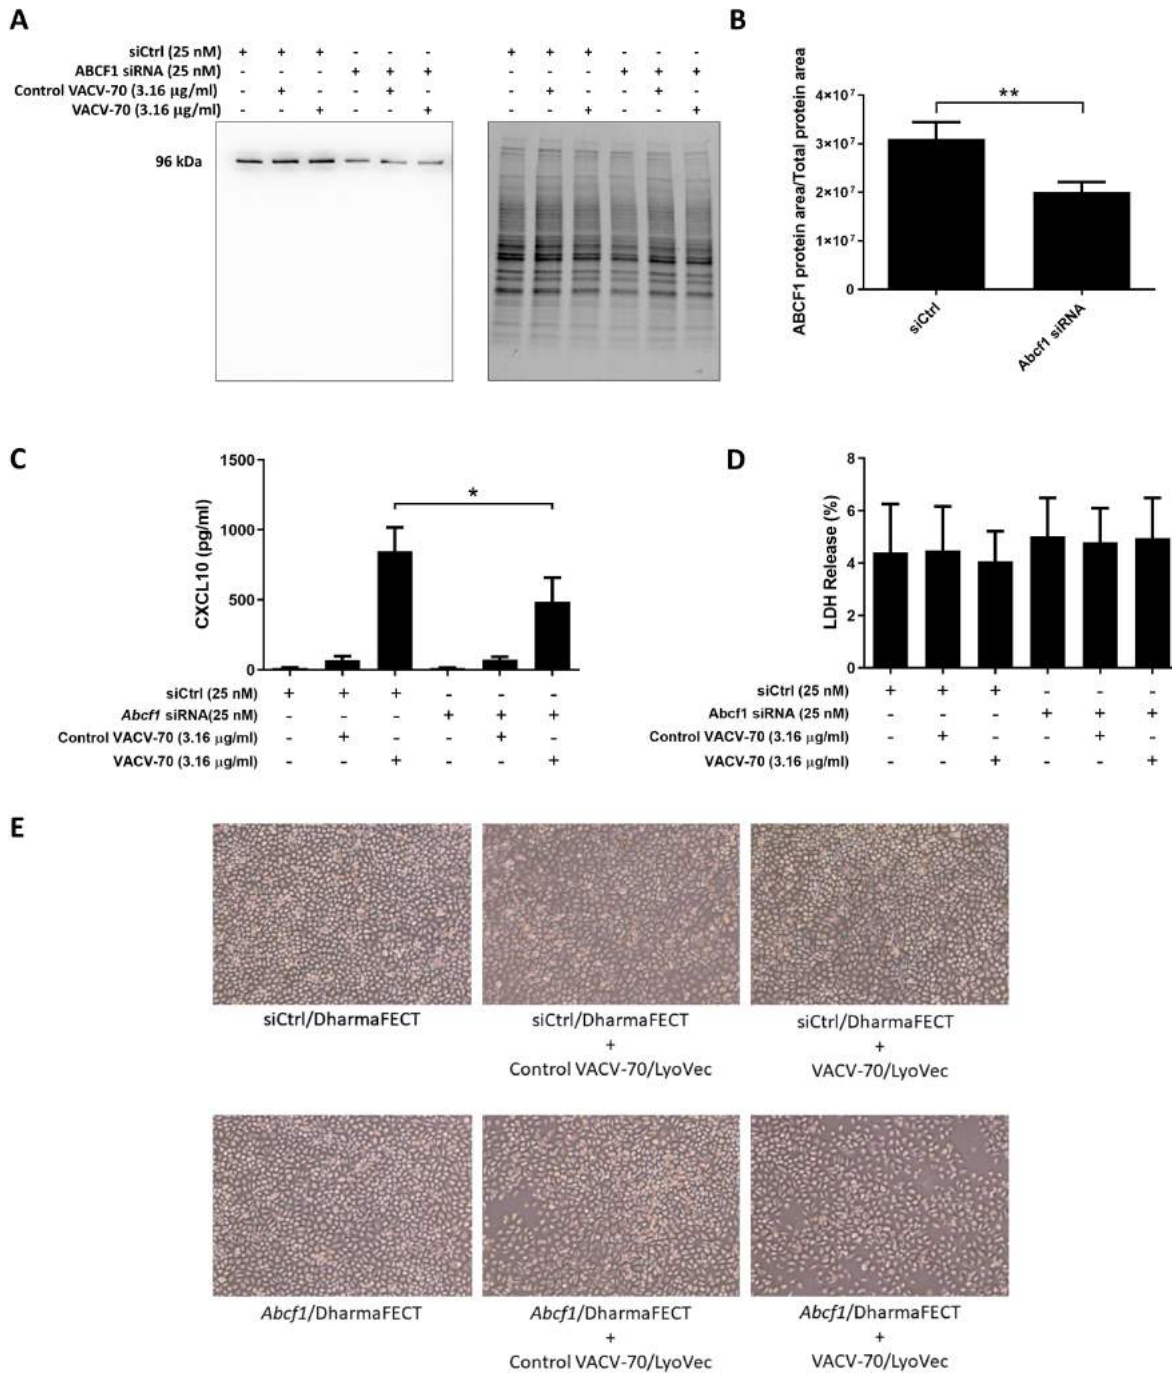 A
siCtrl (25 nM) + + + - - -
ABCF1 siRNA (25 nM) - - - + + +
Control VACV-70 (3.16 μg/ml) - + - - + -
VACV-70 (3.16 μg/ml) - - + - - +
96 kDa
+ + + - - -
- - - + + +
- + - - + -
- - + - - +
B
ABCF1 protein area/Total protein area
4×10⁷
3×10⁷
2×10⁷
1×10⁷
0
**
siCtrl
Abcf1 siRNA
C
CXCL10 (pg/ml)
1500
1000
500
0
*
siCtrl (25 nM) + + + - - -
Abcf1 siRNA(25 nM) - - - + + +
Control VACV-70 (3.16 μg/ml) - + - - + -
VACV-70 (3.16 μg/ml) - - + - - +
D
LDH Release (%)
8
6
4
2
0
siCtrl (25 nM) + + + - - -
Abcf1 siRNA (25 nM) - - - + + +
Control VACV-70 (3.16 μg/ml) - + - - + -
VACV-70 (3.16 μg/ml) - - + - - +
E
siCtrl/DharmaFECT
siCtrl/DharmaFECT
+
Control VACV-70/LyoVec
siCtrl/DharmaFECT
+
VACV-70/LyoVec
Abcf1/DharmaFECT
Abcf1/DharmaFECT
+
Control VACV-70/LyoVec
Abcf1/DharmaFECT
+
VACV-70/LyoVec